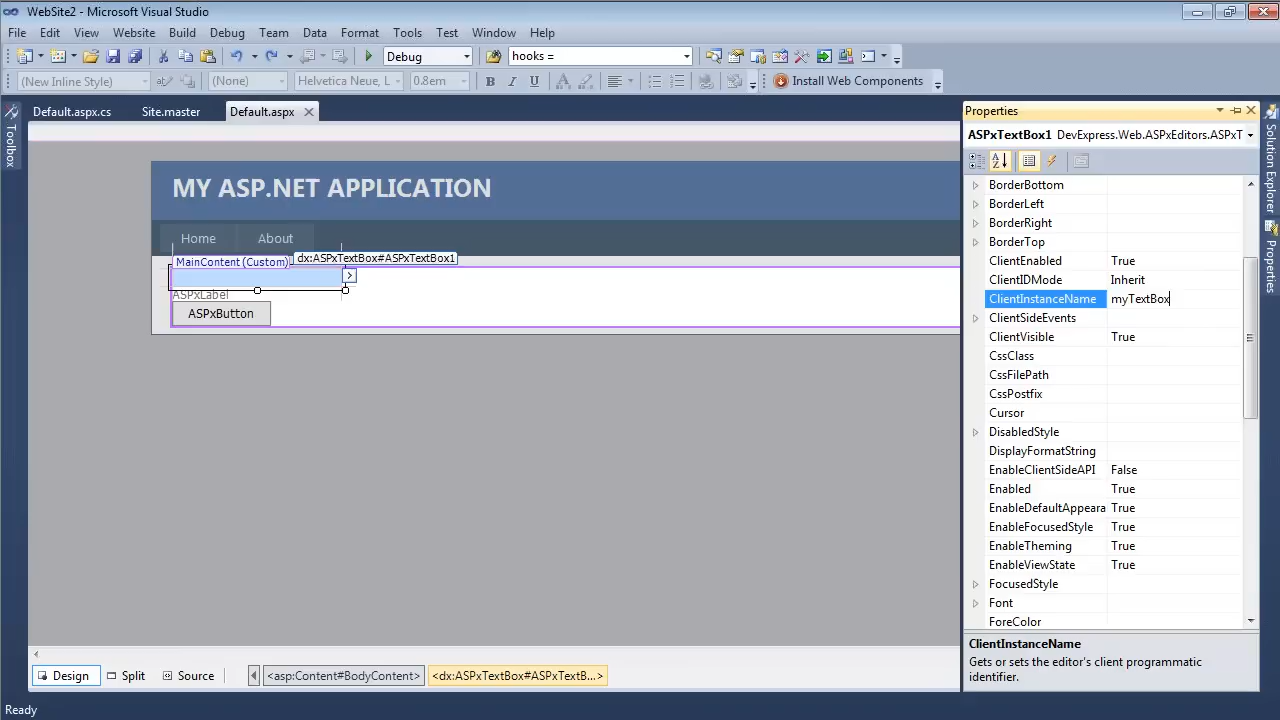 WebSite2 - Microsoft Visual Studio
File Edit View Website Build Debug Team Data Format Tools Test Window Help
Debug hooks =
(New Inline Style) (None) Helvetica Neue, L 0.8em B I U A Install Web Components
Default.aspx.cs Site.master Default.aspx
Toolbox
MY ASP.NET APPLICATION
Home About
MainContent (Custom) dx:ASPxTextBox#ASPxTextBox1
ASPxLabel
ASPxButton
Properties
ASPxTextBox1 DevExpress.Web.ASPxEditors.ASPxT
BorderBottom
BorderLeft
BorderRight
BorderTop
ClientEnabled True
ClientIDMode Inherit
ClientInstanceName myTextBox
ClientSideEvents
ClientVisible True
CssClass
CssFilePath
CssPostfix
Cursor
DisabledStyle
DisplayFormatString
EnableClientSideAPI False
Enabled True
EnableDefaultAppeara True
EnableFocusedStyle True
EnableTheming True
EnableViewState True
FocusedStyle
Font
ForeColor
ClientInstanceName
Gets or sets the editor's client programmatic
identifier.
Solution Explorer
Properties
Design Split Source <asp:Content#BodyContent> <dx:ASPxTextBox#ASPxTextB...>
Ready